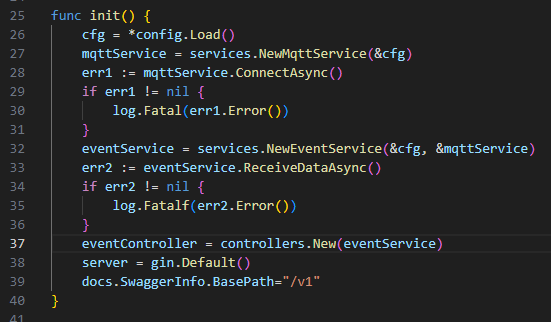 25 func init() {
26     cfg = *config.Load()
27     mqttService = services.NewMqttService(&cfg)
28     err1 := mqttService.ConnectAsync()
29     if err1 != nil {
30         log.Fatal(err1.Error())
31     }
32     eventService = services.NewEventService(&cfg, &mqttService)
33     err2 := eventService.ReceiveDataAsync()
34     if err2 != nil {
35         log.Fatalf(err2.Error())
36     }
37     eventController = controllers.New(eventService)
38     server = gin.Default()
39     docs.SwaggerInfo.BasePath="/v1"
40 }